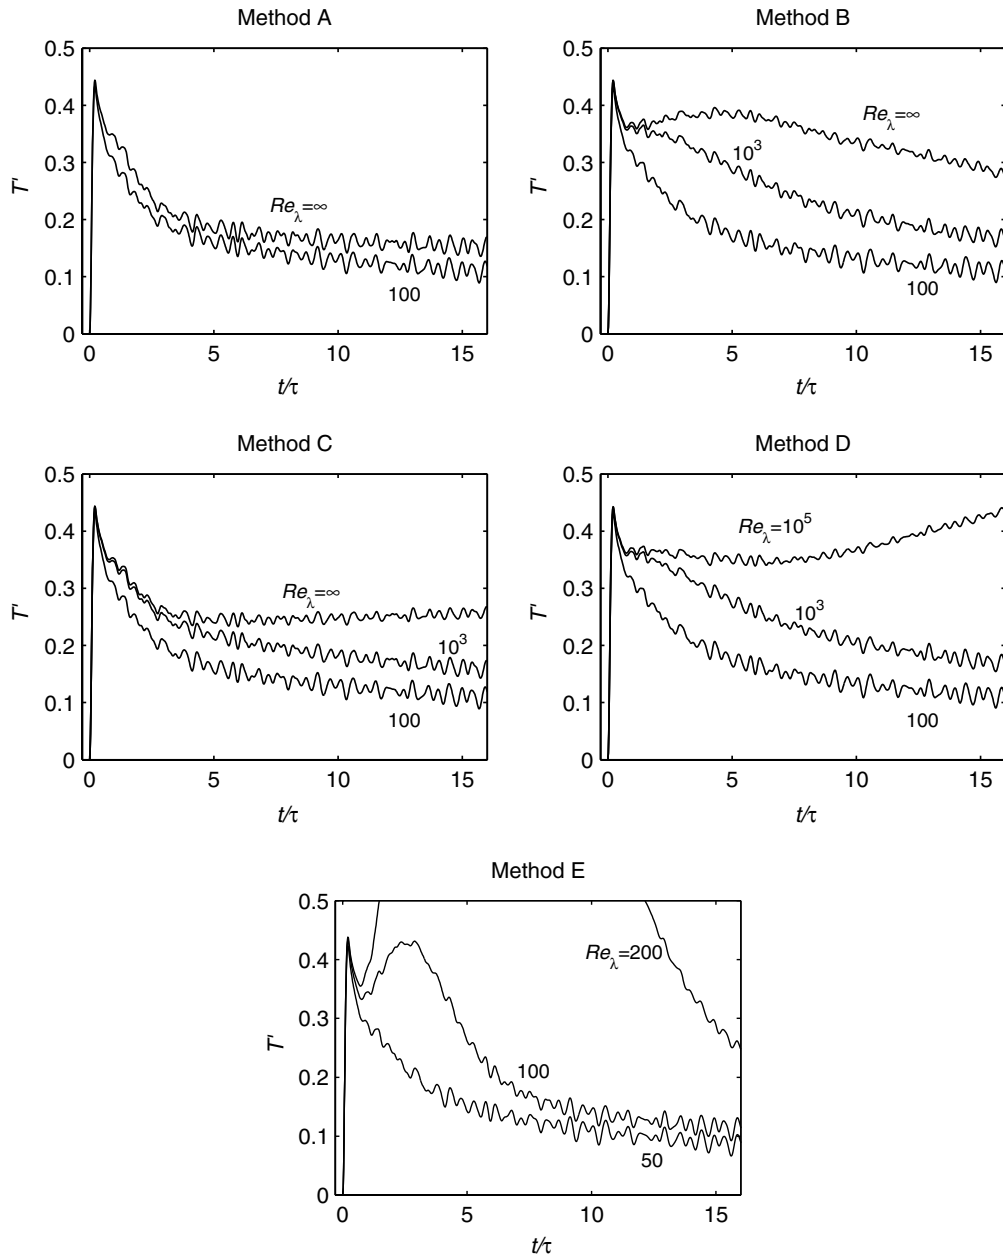 Method A
0.5
0.4
0.3
0.2
0.1
0
T'
Re_λ=∞
100
0 5 10 15
t/τ
Method B
0.5
0.4
0.3
0.2
0.1
0
T'
Re_λ=∞
10^3
100
0 5 10 15
t/τ
Method C
0.5
0.4
0.3
0.2
0.1
0
T'
Re_λ=∞
10^3
100
0 5 10 15
t/τ
Method D
0.5
0.4
0.3
0.2
0.1
0
T'
Re_λ=10^5
10^3
100
0 5 10 15
t/τ
Method E
0.5
0.4
0.3
0.2
0.1
0
T'
Re_λ=200
100
50
0 5 10 15
t/τ